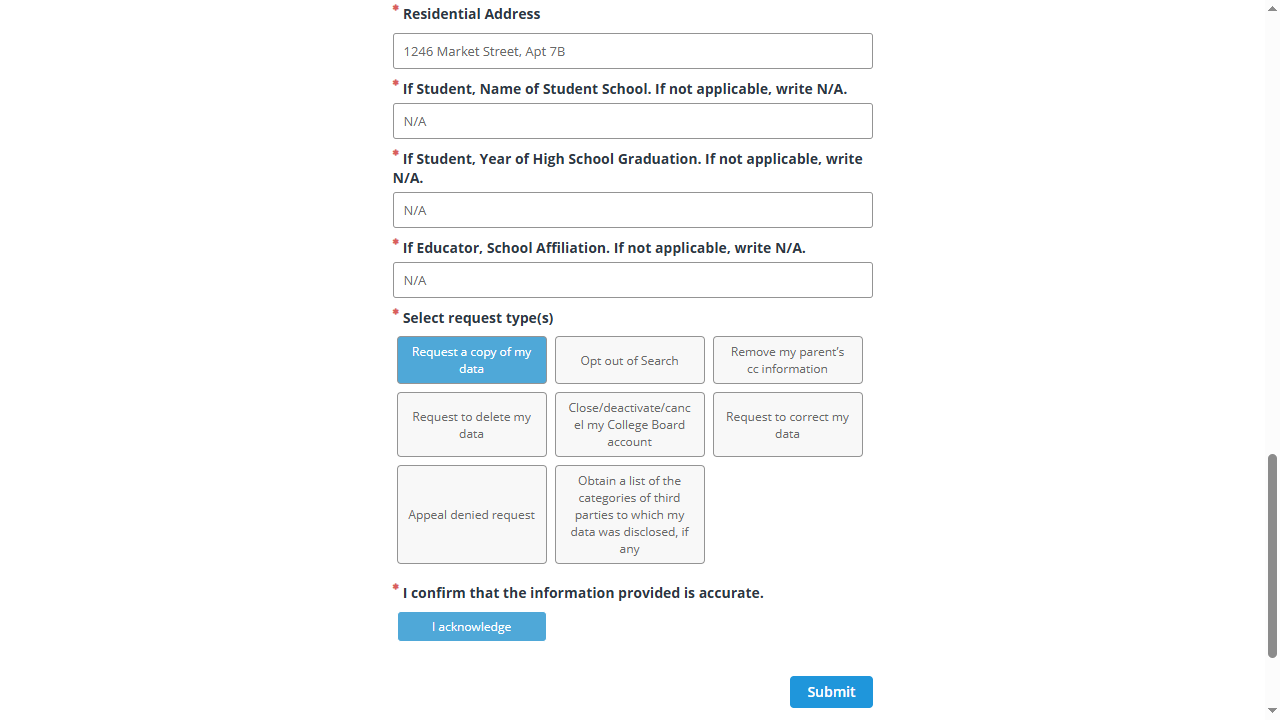 * Residential Address
1246 Market Street, Apt 7B
* If Student, Name of Student School. If not applicable, write N/A.
N/A
* If Student, Year of High School Graduation. If not applicable, write
N/A.
N/A
* If Educator, School Affiliation. If not applicable, write N/A.
N/A
* Select request type(s)
Request a copy of my
data
Opt out of Search
Remove my parent's
cc information
Request to delete my
data
Close/deactivate/canc
el my College Board
account
Request to correct my
data
Appeal denied request
Obtain a list of the
categories of third
parties to which my
data was disclosed, if
any
* I confirm that the information provided is accurate.
I acknowledge
Submit